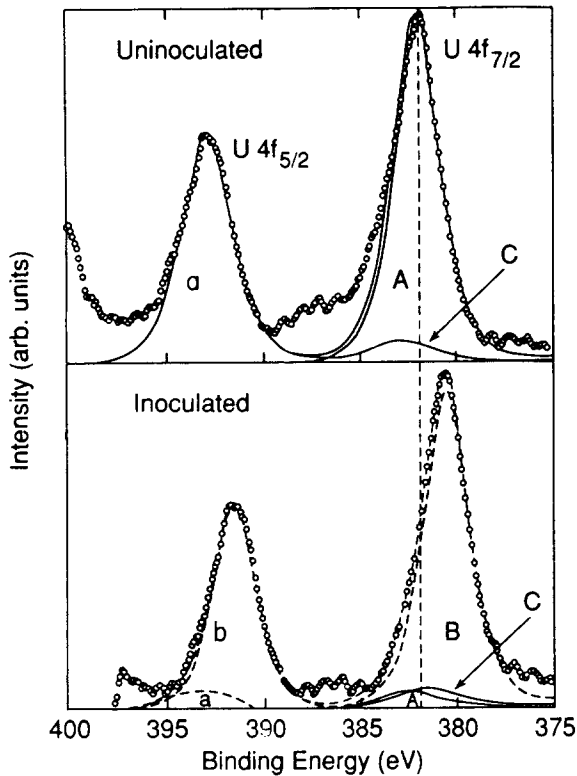 Uninoculated
U 4f7/2
U 4f5/2
a
A
C
Inoculated
b
B
C
a
A
Intensity (arb. units)
400 395 390 385 380 375
Binding Energy (eV)